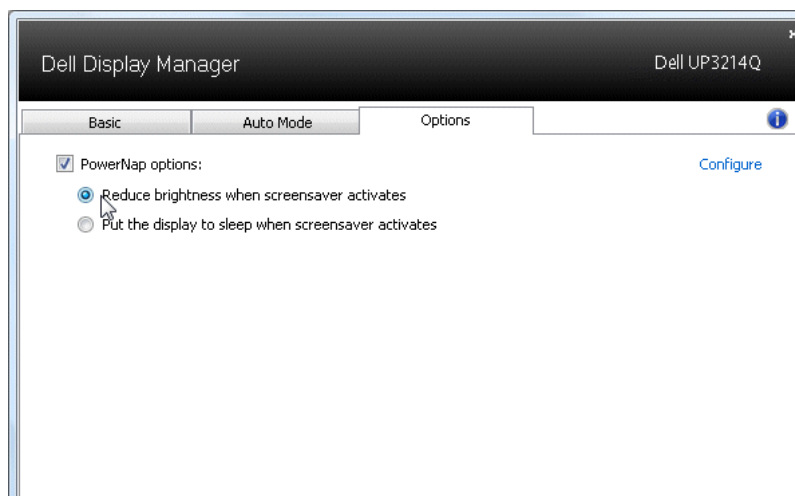 Dell Display Manager
Dell UP3214Q
Basic
Auto Mode
Options
PowerNap options:
Configure
Reduce brightness when screensaver activates
Put the display to sleep when screensaver activates